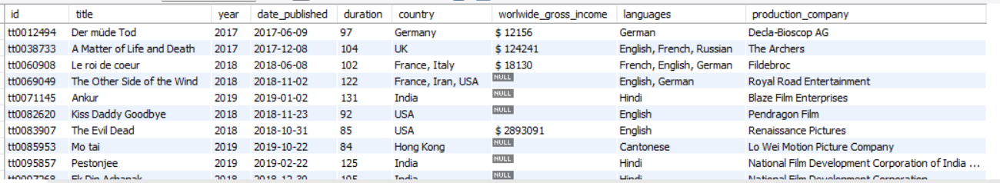 id title year date_published duration country worlwide_gross_income languages production_company
tt0012494 Der müde Tod 2017 2017-06-09 97 Germany $ 12156 German Decla-Bioscop AG
tt0038733 A Matter of Life and Death 2017 2017-12-08 104 UK $ 124241 English, French, Russian The Archers
tt0060908 Le roi de coeur 2018 2018-06-08 102 France, Italy $ 18130 French, English, German Fildebroc
tt0069049 The Other Side of the Wind 2018 2018-11-02 122 France, Iran, USA NULL English, German Royal Road Entertainment
tt0071145 Ankur 2019 2019-01-02 131 India NULL Hindi Blaze Film Enterprises
tt0082620 Kiss Daddy Goodbye 2018 2018-11-23 92 USA NULL English Pendragon Film
tt0083907 The Evil Dead 2018 2018-10-31 85 USA $ 2893091 English Renaissance Pictures
tt0085953 Mo tai 2019 2019-10-22 84 Hong Kong NULL Cantonese Lo Wei Motion Picture Company
tt0095857 Pestonjee 2019 2019-02-22 125 India NULL Hindi National Film Development Corporation of India ...
tt0097268 Ek Din Achanak 2018 2018-12-30 105 India NULL Hindi National Film Development Corporation